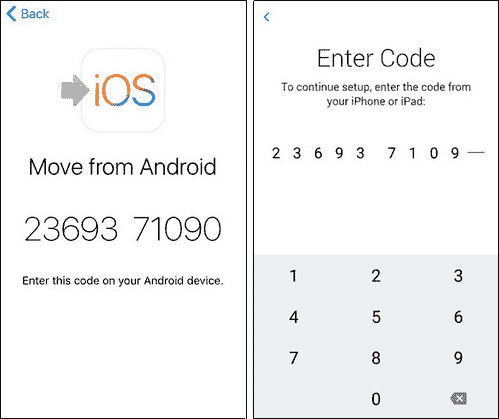 Back
iOS
Move from Android
23693 71090
Enter this code on your Android device.
Enter Code
To continue setup, enter the code from
your iPhone or iPad:
2 3 6 9 3 7 1 0 9 —
1 2 3
4 5 6
7 8 9
0